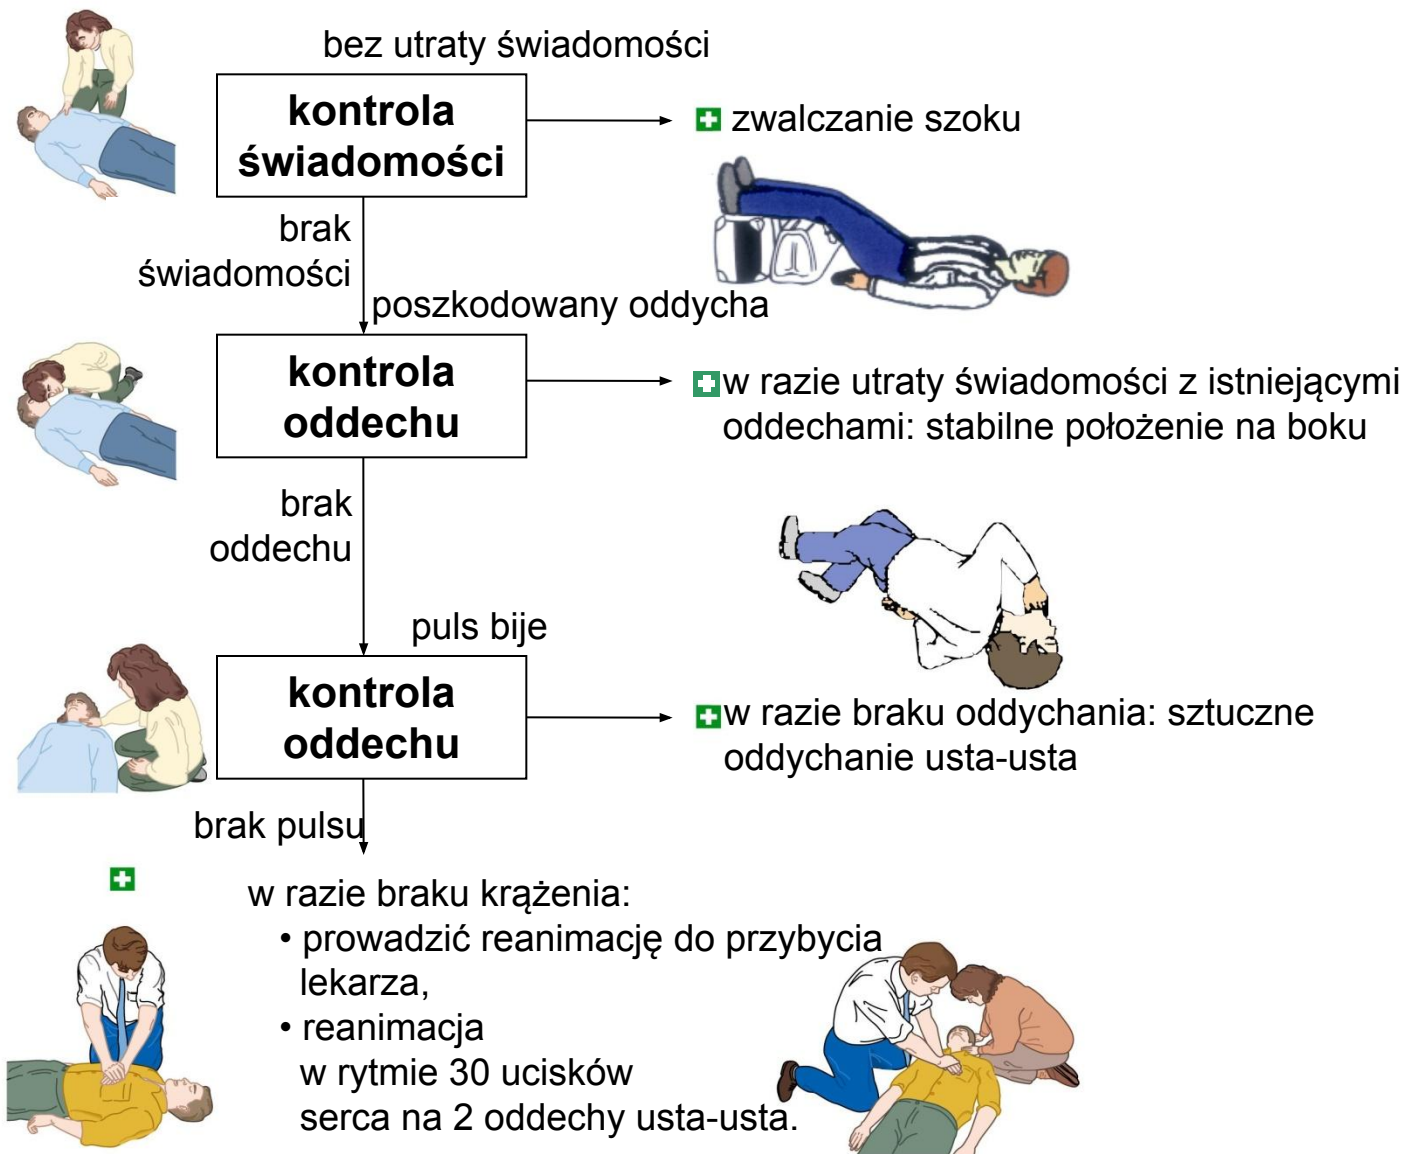 bez utraty świadomości
kontrola
świadomości
zwalczanie szoku
brak
świadomości
poszkodowany oddycha
kontrola
oddechu
w razie utraty świadomości z istniejącymi
oddechami: stabilne położenie na boku
brak
oddechu
puls bije
kontrola
oddechu
w razie braku oddychania: sztuczne
oddychanie usta-usta
brak pulsu
w razie braku krążenia:
• prowadzić reanimację do przybycia
lekarza,
• reanimacja
w rytmie 30 ucisków
serca na 2 oddechy usta-usta.